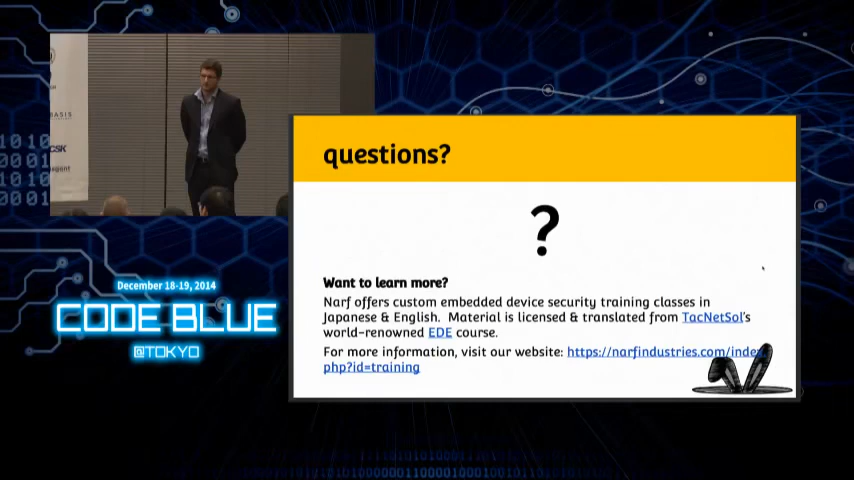 BASIS
CSK
December 18-19, 2014
CODE BLUE
@TOKYO
questions?
?
Want to learn more?
Narf offers custom embedded device security training classes in
Japanese & English. Material is licensed & translated from TacNetSol's
world-renowned EDE course.
For more information, visit our website: https://narfindustries.com/index.
php?id=training